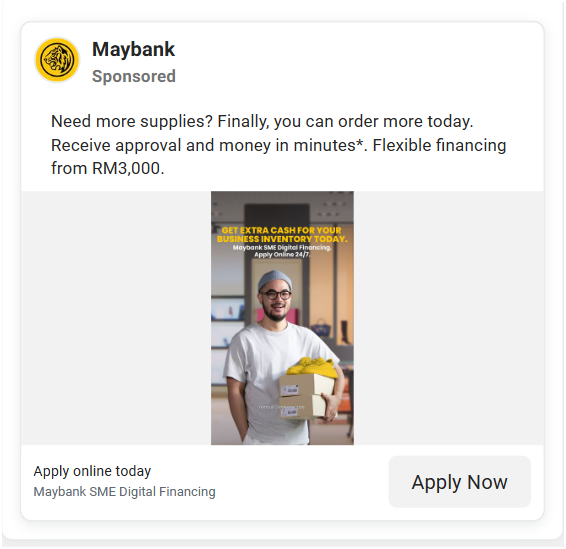 Maybank
Sponsored
Need more supplies? Finally, you can order more today.
Receive approval and money in minutes*. Flexible financing
from RM3,000.
GET EXTRA CASH FOR YOUR
BUSINESS INVENTORY TODAY.
Maybank SME Digital Financing.
Apply Online 24/7.
Apply online today
Maybank SME Digital Financing
Apply Now